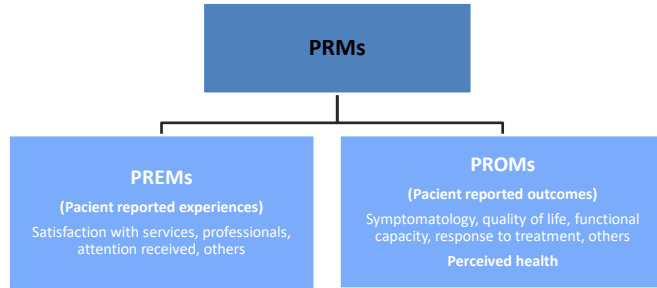 PRMs
PREMs
(Pacient reported experiences)
Satisfaction with services, professionals,
attention received, others
PROMs
(Pacient reported outcomes)
Symptomatology, quality of life, functional
capacity, response to treatment, others
Perceived health